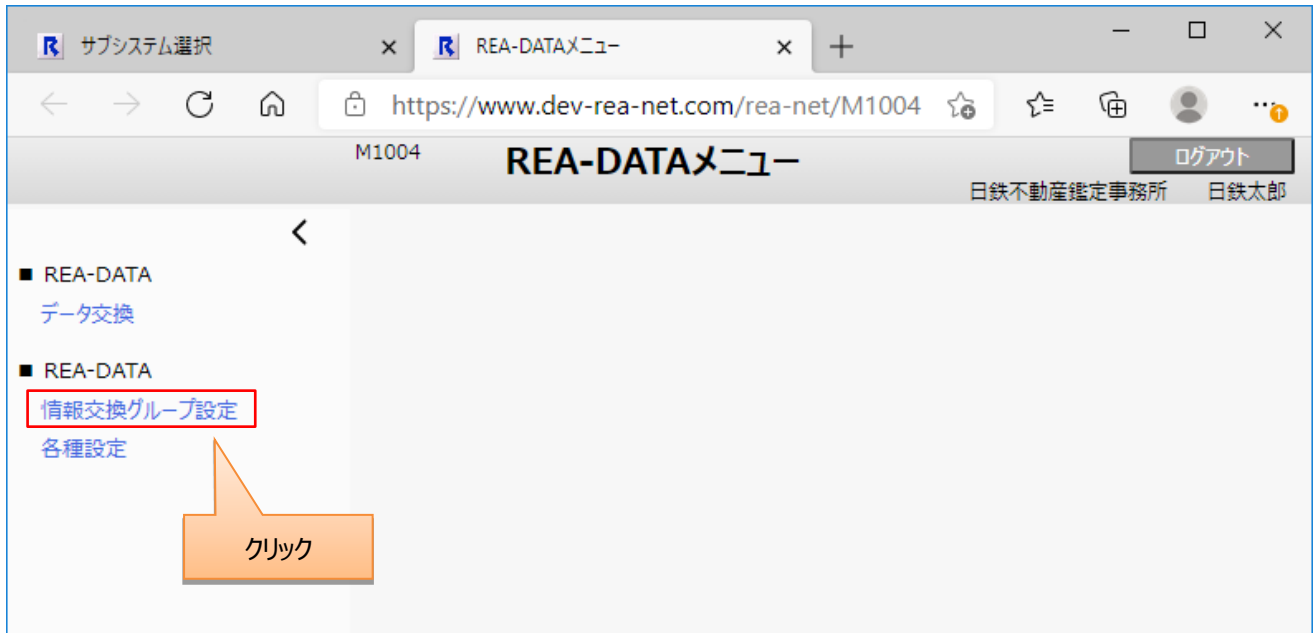 サブシステム選択
REA-DATAメニュー
https://www.dev-rea-net.com/rea-net/M1004
M1004
REA-DATAメニュー
ログアウト
日鉄不動産鑑定事務所 日鉄太郎
■ REA-DATA
データ交換
■ REA-DATA
情報交換グループ設定
各種設定
クリック